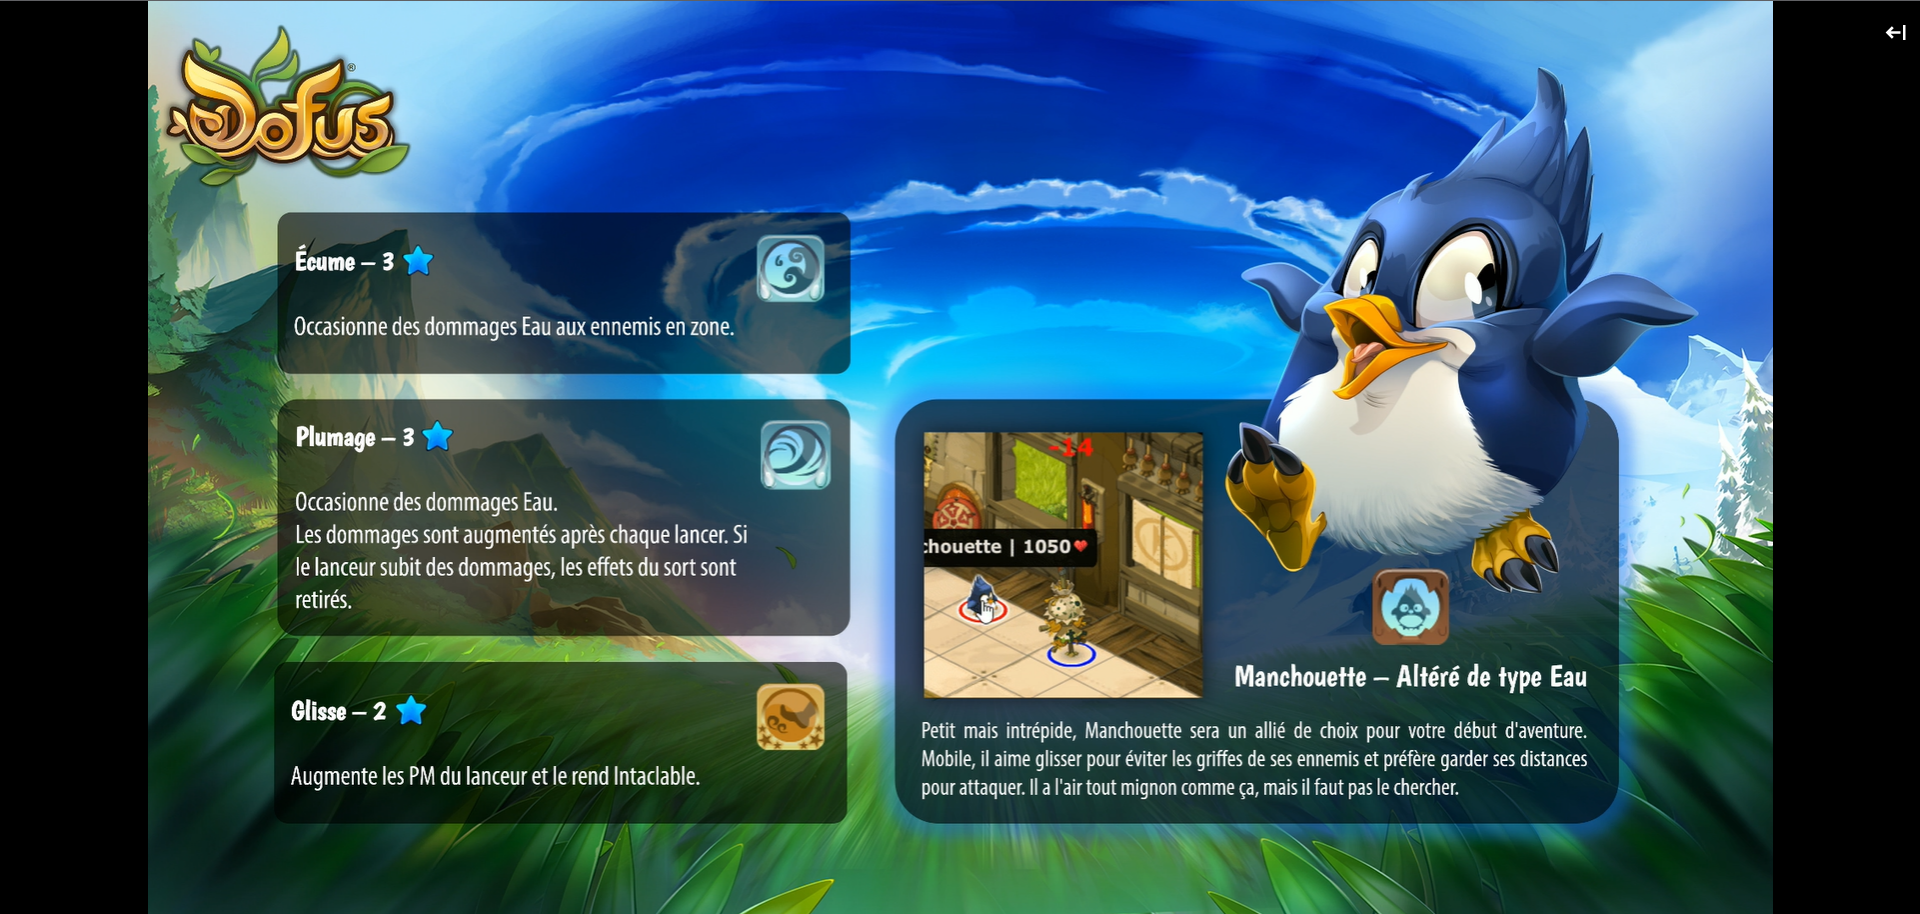 Dofus®
Écume – 3
Occasionne des dommages Eau aux ennemis en zone.
Plumage – 3
Occasionne des dommages Eau.
Les dommages sont augmentés après chaque lancer. Si
le lanceur subit des dommages, les effets du sort sont
retirés.
Glisse – 2
Augmente les PM du lanceur et le rend Intaclable.
-14
chouette | 1050
Manchouette – Altéré de type Eau
Petit mais intrépide, Manchouette sera un allié de choix pour votre début d'aventure.
Mobile, il aime glisser pour éviter les griffes de ses ennemis et préfère garder ses distances
pour attaquer. Il a l'air tout mignon comme ça, mais il faut pas le chercher.